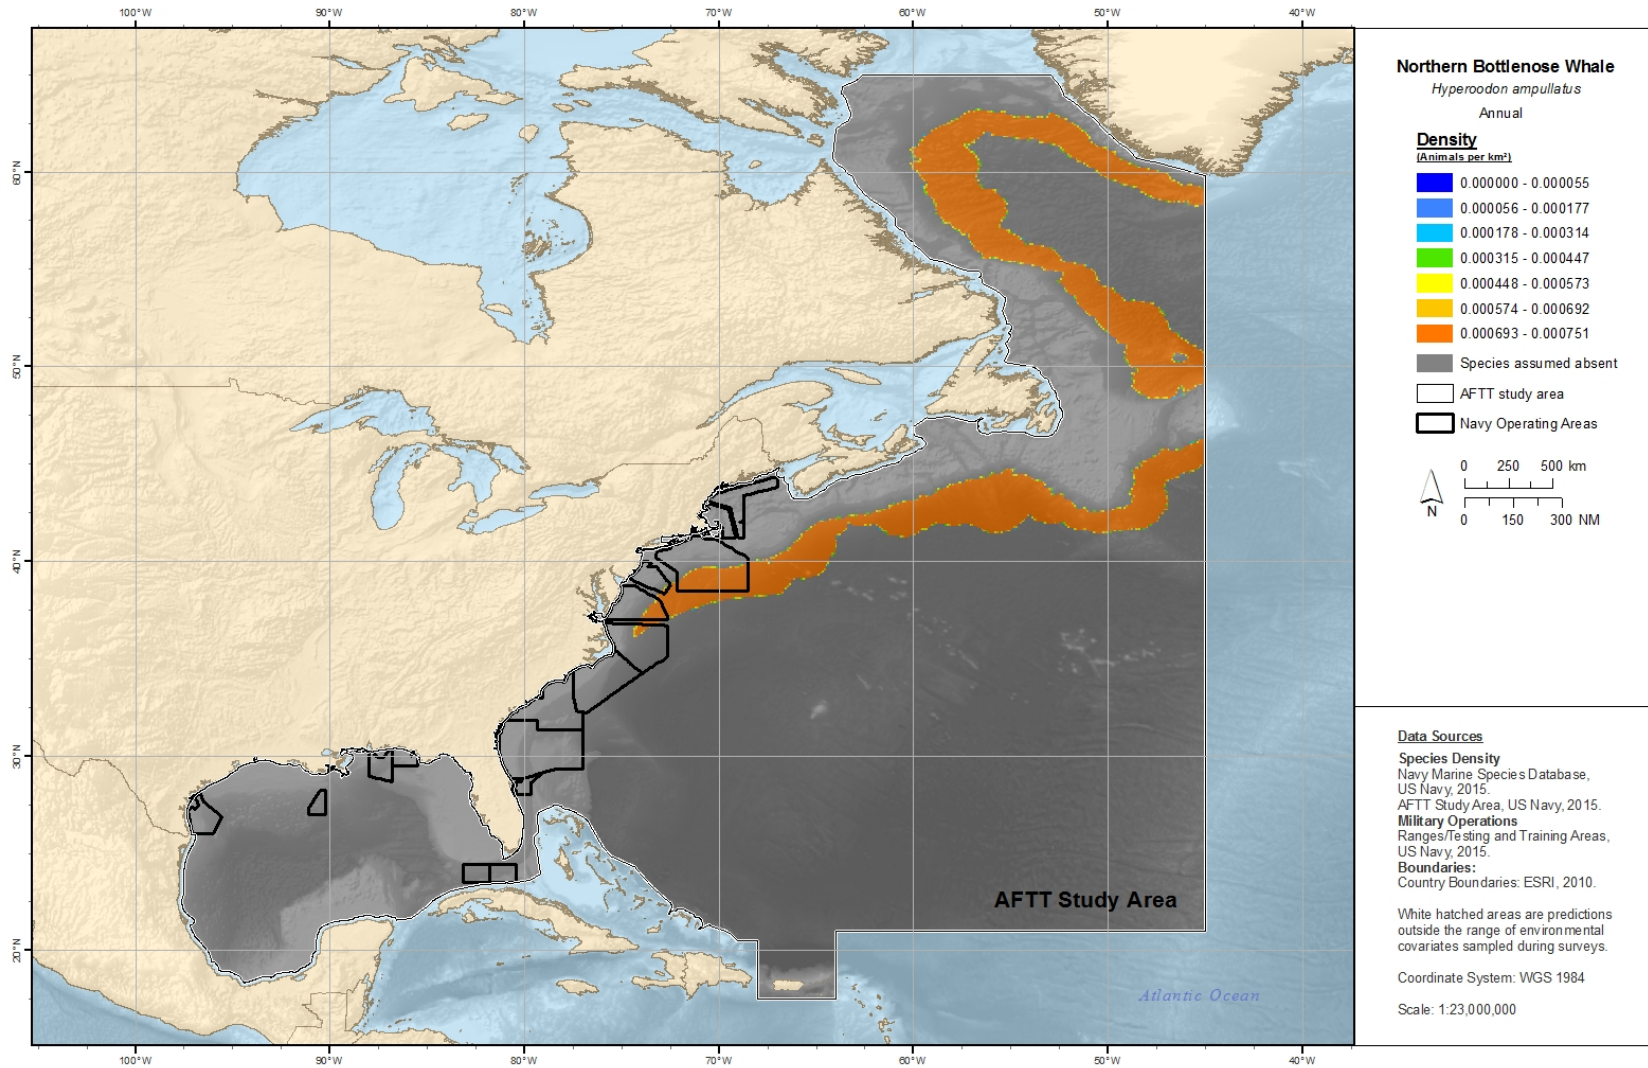 100°W 90°W 80°W 70°W 60°W 50°W 40°W
60°N
50°N
40°N
30°N
20°N
60°N
50°N
40°N
30°N
20°N
AFTT Study Area
Atlantic Ocean
100°W 90°W 80°W 70°W 60°W 50°W 40°W
Northern Bottlenose Whale
Hyperoodon ampullatus
Annual
Density
(Animals per km²)
0.000000 - 0.000055
0.000056 - 0.000177
0.000178 - 0.000314
0.000315 - 0.000447
0.000448 - 0.000573
0.000574 - 0.000692
0.000693 - 0.000751
Species assumed absent
AFTT study area
Navy Operating Areas
N
0 250 500 km
0 150 300 NM
Data Sources
Species Density
Navy Marine Species Database,
US Navy, 2015.
AFTT Study Area, US Navy, 2015.
Military Operations
Ranges/Testing and Training Areas,
US Navy, 2015.
Boundaries:
Country Boundaries: ESRI, 2010.
White hatched areas are predictions
outside the range of environmental
covariates sampled during surveys.
Coordinate System: WGS 1984
Scale: 1:23,000,000